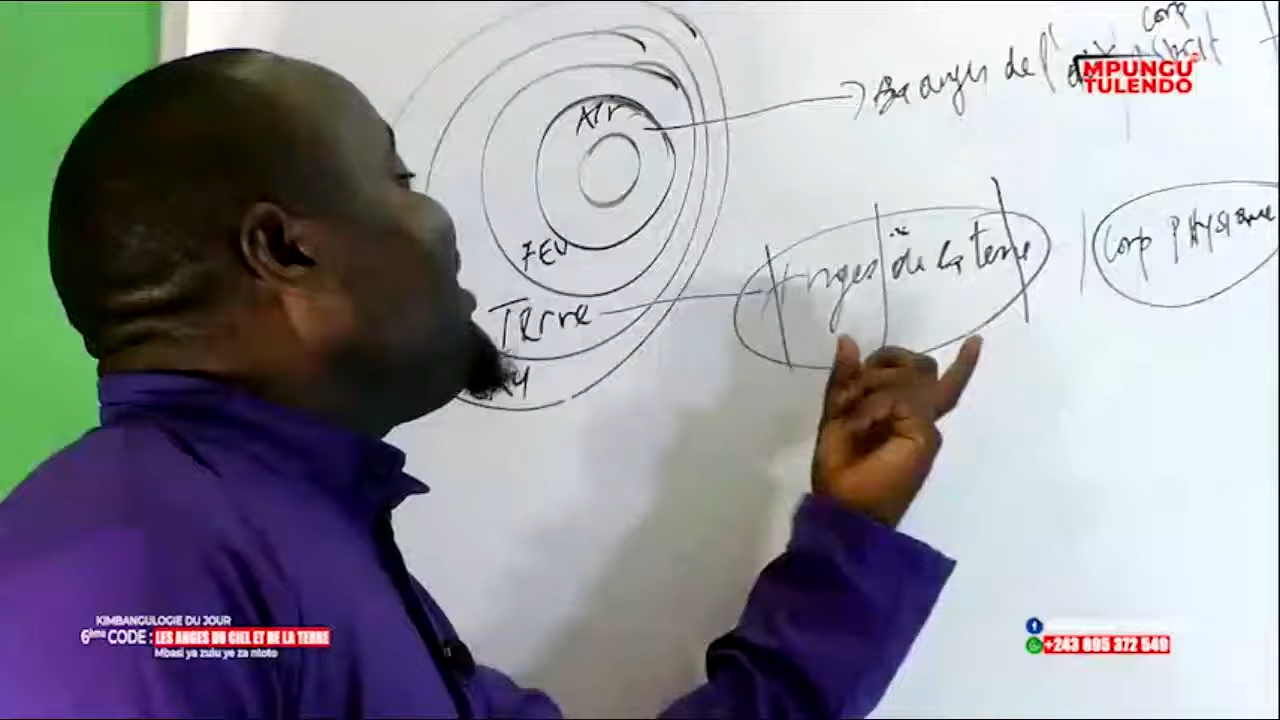 Corp
anges de l'
MPUNGU
TULENDO
AIr
Anges de la terre
Corp PHysique
FEU
Terre
KIMBANGULOGIE DU JOUR
6ème CODE : LES ANGES DU CIEL ET DE LA TERRE
Mbasi ya zulu ye za ntoto
+243 895 372 540